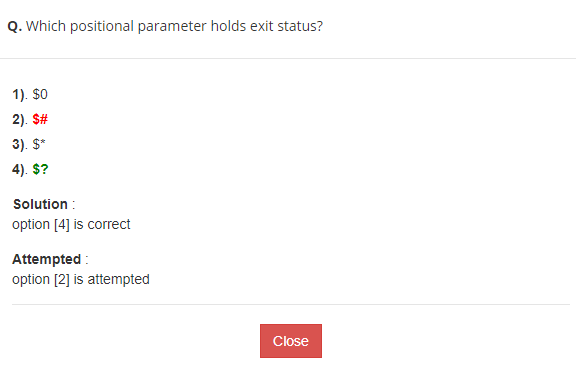 Q. Which positional parameter holds exit status?
1). $0
2). $#
3). $*
4). $?
Solution :
option [4] is correct
Attempted :
option [2] is attempted
Close